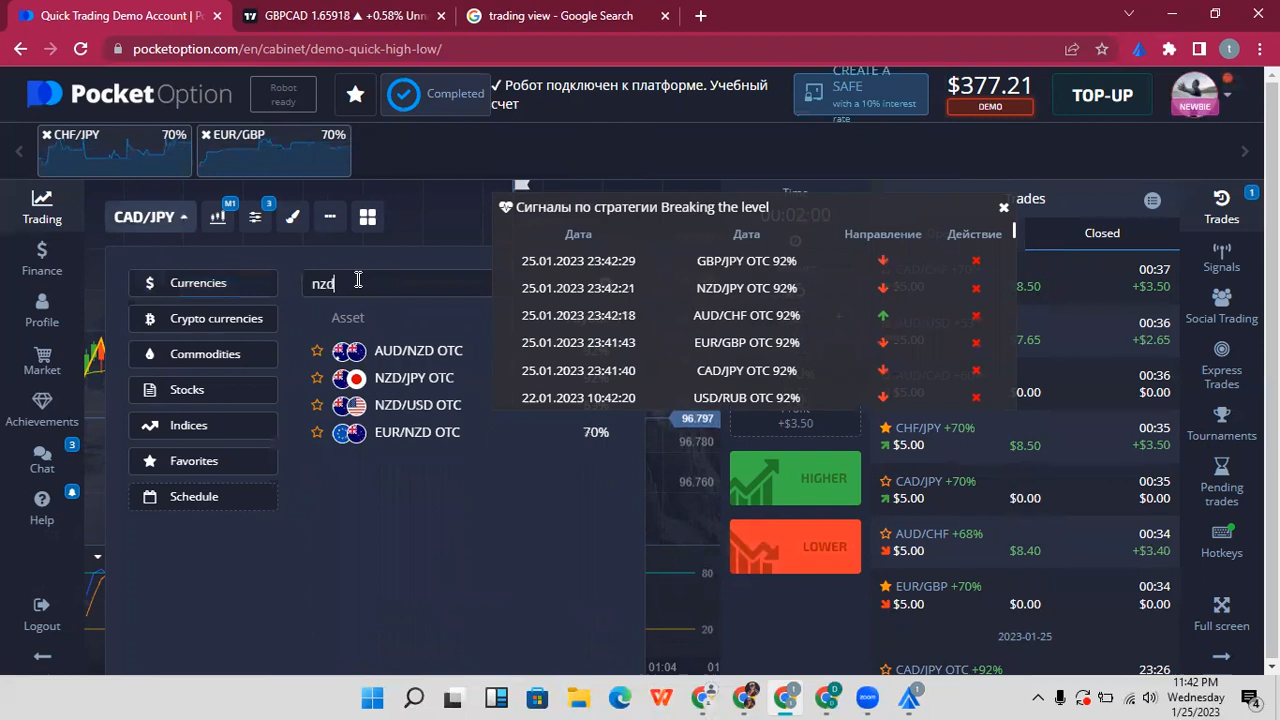 Quick Trading Demo Account | P
GBPCAD 1.65918 ▲ +0.58% Unn
trading view - Google Search
pocketoption.com/en/cabinet/demo-quick-high-low/
t
PocketOption
Robot
ready
Completed
✓ Робот подключен к платформе. Учебный
счет
CREATE A
SAFE
with a 10% interest
rate
$377.21
DEMO
TOP-UP
NEWBIE
CHF/JPY 70%
EUR/GBP 70%
Trading
Finance
Profile
Market
Achievements
Chat
3
Help
Logout
CAD/JPY
M1
3
Currencies
Crypto currencies
Commodities
Stocks
Indices
Favorites
Schedule
nzd
Asset
AUD/NZD OTC
NZD/JPY OTC
NZD/USD OTC
EUR/NZD OTC 70%
Сигналы по стратегии Breaking the level
Дата Дата Направление Действие
25.01.2023 23:42:29 GBP/JPY OTC 92%
25.01.2023 23:42:21 NZD/JPY OTC 92%
25.01.2023 23:42:18 AUD/CHF OTC 92%
25.01.2023 23:41:43 EUR/GBP OTC 92%
25.01.2023 23:41:40 CAD/JPY OTC 92%
22.01.2023 10:42:20 USD/RUB OTC 92%
Time
00:02:00
96.797
96.780
96.760
80
20
01:04
+$3.50
HIGHER
LOWER
Closed
00:37
8.50 +$3.50
00:36
7.65 +$2.65
00:36
+$3.00
CHF/JPY +70% 00:35
$5.00 $8.50 +$3.50
CAD/JPY +70% 00:35
$5.00 $0.00 $0.00
AUD/CHF +68% 00:34
$5.00 $8.40 +$3.40
EUR/GBP +70% 00:34
$5.00 $0.00 $0.00
2023-01-25
CAD/JPY OTC +92% 23:26
1
Trades
Signals
Social Trading
Express
Trades
Tournaments
Pending
trades
Hotkeys
Full screen
11:42 PM
Wednesday
1/25/2023
4